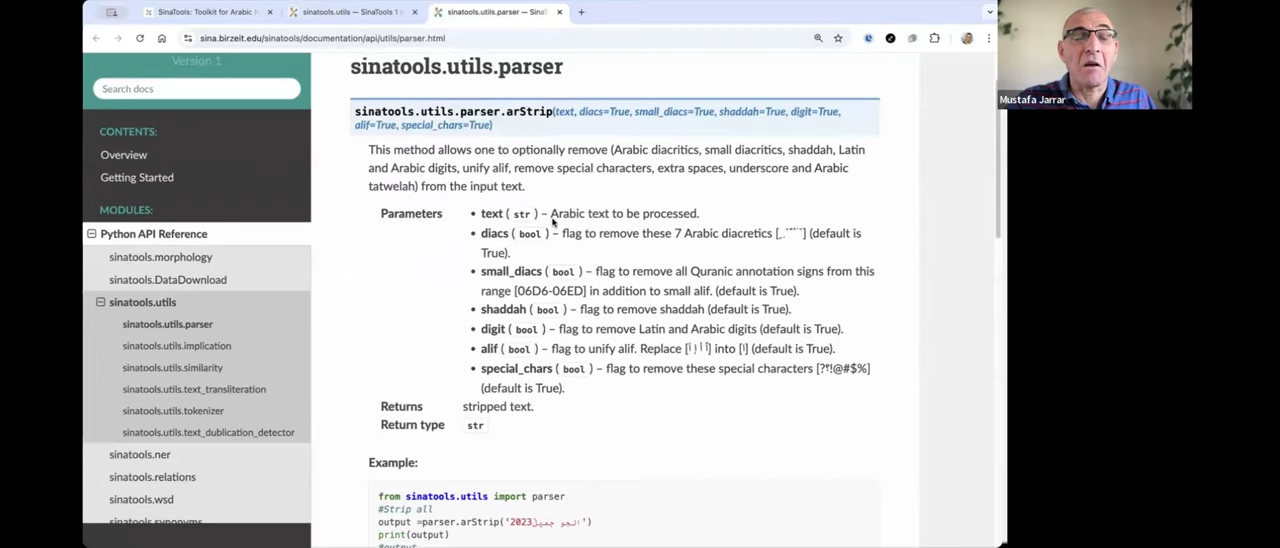 SinaTools: Toolkit for Arabic N
sinatools.utils — SinaTools 1 d
sinatools.utils.parser — SinaT
sina.birzeit.edu/sinatools/documentation/api/utils/parser.html
Version 1
Search docs
CONTENTS:
Overview
Getting Started
MODULES:
Python API Reference
sinatools.morphology
sinatools.DataDownload
sinatools.utils
sinatools.utils.parser
sinatools.utils.implication
sinatools.utils.similarity
sinatools.utils.text_transliteration
sinatools.utils.tokenizer
sinatools.utils.text_dublication_detector
sinatools.ner
sinatools.relations
sinatools.wsd
sinatools.synonyms
sinatools.utils.parser
sinatools.utils.parser.arStrip(text, diacs=True, small_diacs=True, shaddah=True, digit=True,
alif=True, special_chars=True)
This method allows one to optionally remove (Arabic diacritics, small diacritics, shaddah, Latin
and Arabic digits, unify alif, remove special characters, extra spaces, underscore and Arabic
tatwelah) from the input text.
Parameters
• text ( str ) – Arabic text to be processed.
• diacs ( bool ) – flag to remove these 7 Arabic diacretics [] (default is
True).
• small_diacs ( bool ) – flag to remove all Quranic annotation signs from this
range [06D6-06ED] in addition to small alif. (default is True).
• shaddah ( bool ) – flag to remove shaddah (default is True).
• digit ( bool ) – flag to remove Latin and Arabic digits (default is True).
• alif ( bool ) – flag to unify alif. Replace [] into [ا] (default is True).
• special_chars ( bool ) – flag to remove these special characters [?؟!@#$%]
(default is True).
Returns stripped text.
Return type str
Example:
from sinatools.utils import parser
#Strip all
output =parser.arStrip('2023الجو جميل')
print(output)
#output
Mustafa Jarrar